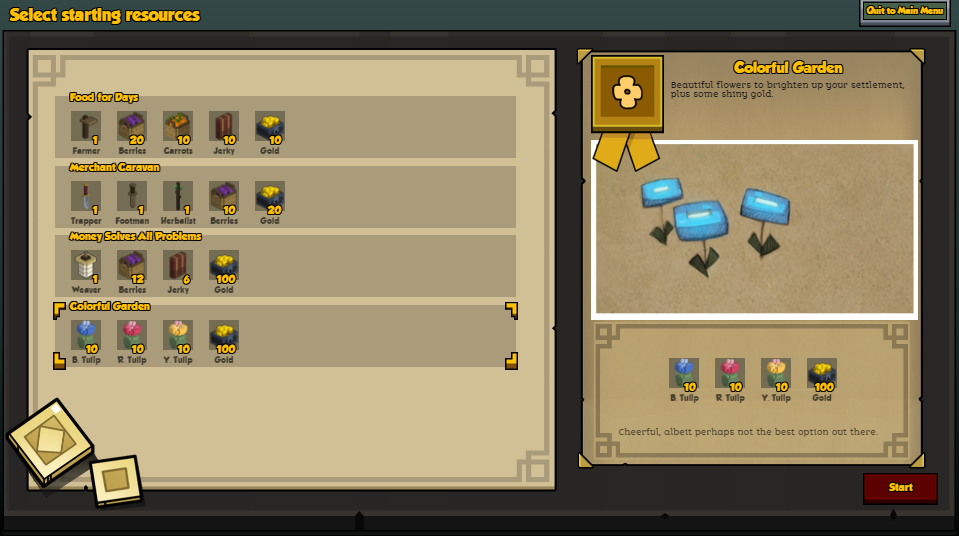 Select starting resources
Quit to Main Menu
Food for Days
1 20 10 10 10
Farmer Berries Carrots Jerky Gold
Merchant Caravan
1 1 1 10 20
Trapper Footman Herbalist Berries Gold
Money Solves All Problems
1 12 6 100
Weaver Berries Jerky Gold
Colorful Garden
10 10 10 100
B. Tulip R. Tulip Y. Tulip Gold
Colorful Garden
Beautiful flowers to brighten up your settlement,
plus some shiny gold.
10 10 10 100
B. Tulip R. Tulip Y. Tulip Gold
Cheerful, albeit perhaps not the best option out there.
Start